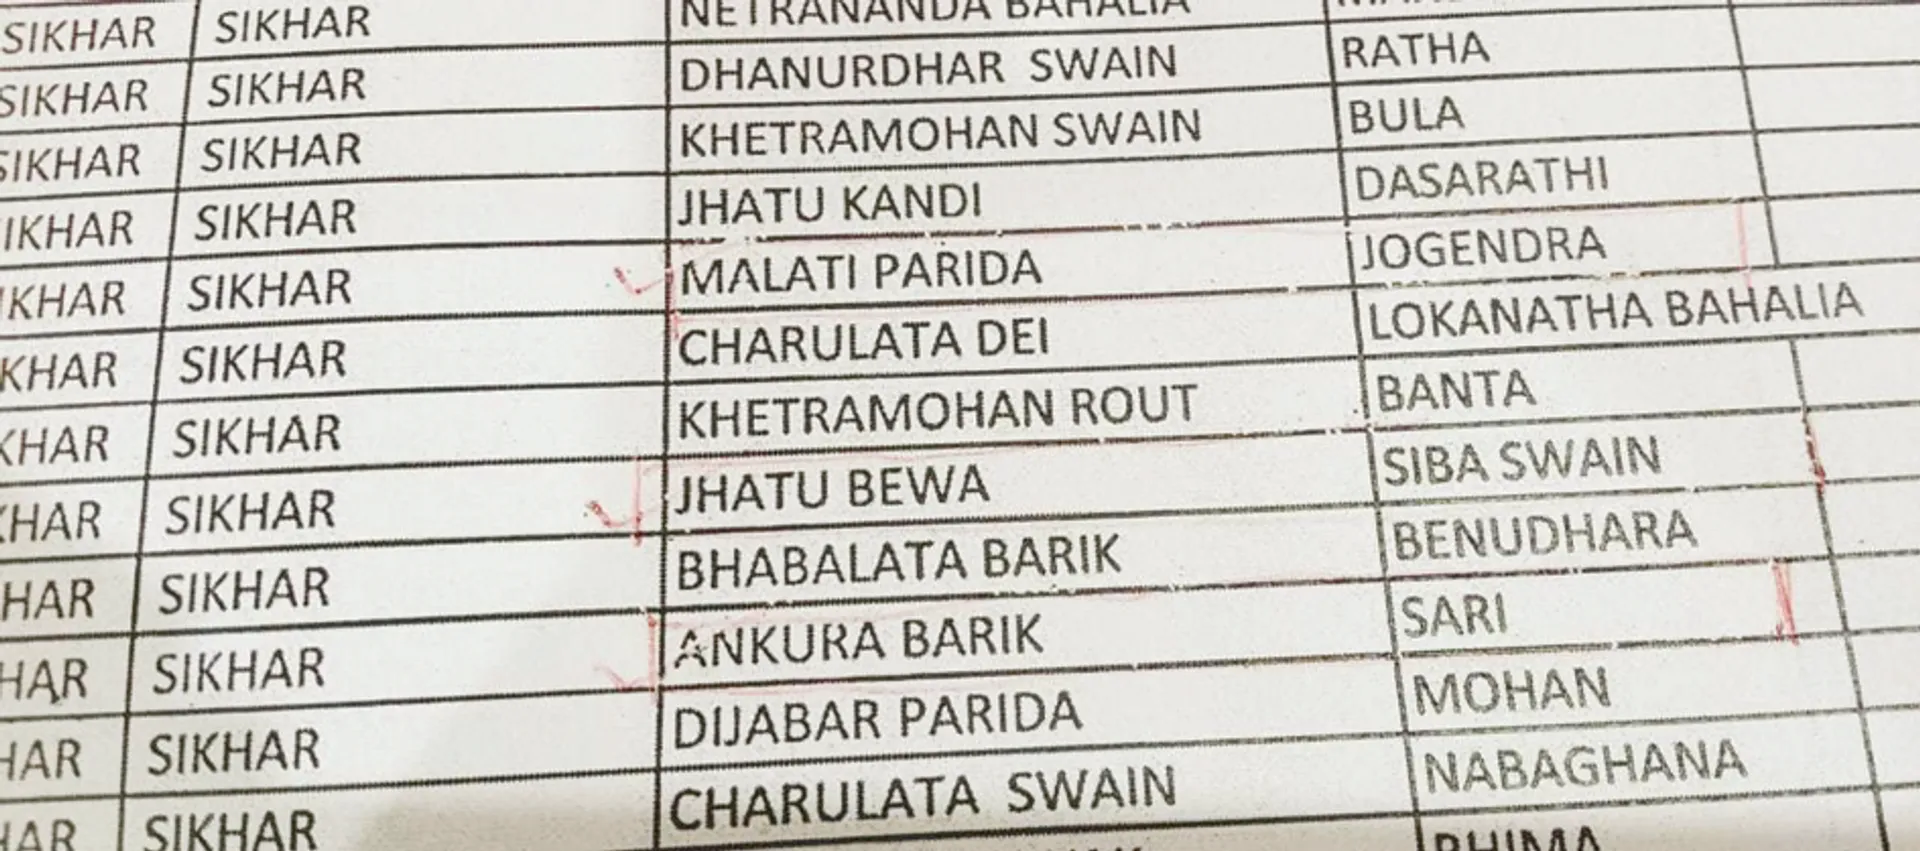 SIKHAR SIKHAR NETRANANDA BAHALIA
SIKHAR SIKHAR DHANURDHAR SWAIN RATHA
SIKHAR SIKHAR KHETRAMOHAN SWAIN BULA
IKHAR SIKHAR JHATU KANDI DASARATHI
KHAR SIKHAR MALATI PARIDA JOGENDRA
KHAR SIKHAR CHARULATA DEI LOKANATHA BAHALIA
KHAR SIKHAR KHETRAMOHAN ROUT BANTA
HAR SIKHAR JHATU BEWA SIBA SWAIN
HAR SIKHAR BHABALATA BARIK BENUDHARA
HAR SIKHAR ANKURA BARIK SARI
HAR SIKHAR DIJABAR PARIDA MOHAN
HAR SIKHAR CHARULATA SWAIN NABAGHANA
BHIMA